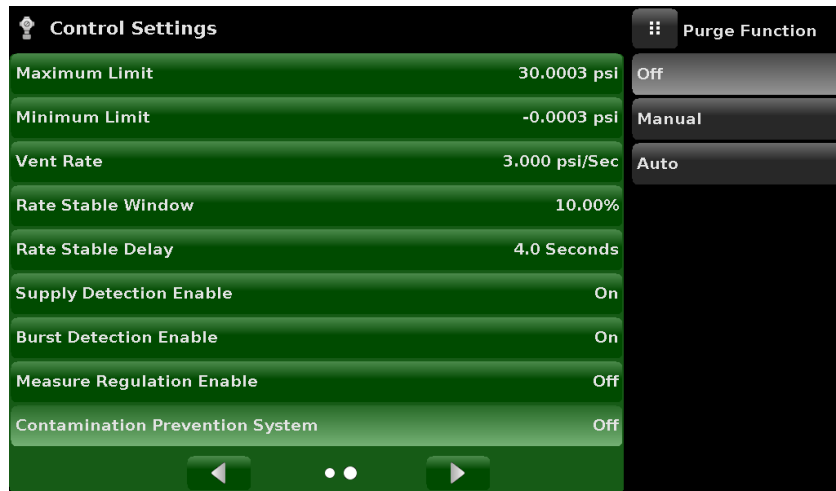 Control Settings
Maximum Limit 30.0003 psi
Minimum Limit -0.0003 psi
Vent Rate 3.000 psi/Sec
Rate Stable Window 10.00%
Rate Stable Delay 4.0 Seconds
Supply Detection Enable On
Burst Detection Enable On
Measure Regulation Enable Off
Contamination Prevention System Off
Purge Function
Off
Manual
Auto